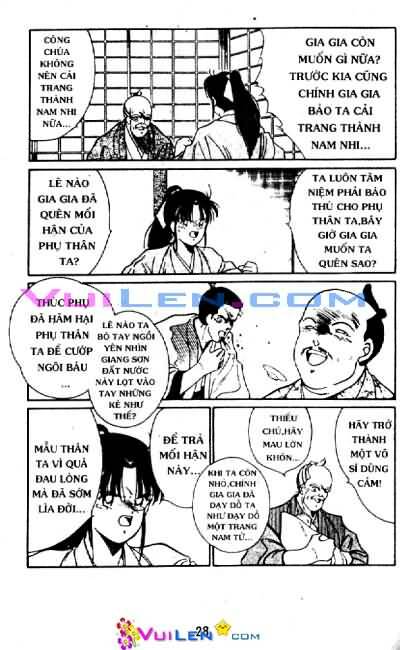 CÔNG
CHÚA
KHÔNG
NÊN CẢI
TRANG
THÀNH
NAM NHI
NỮA...
GIA GIA CÒN
MUỐN GÌ NỮA?
TRƯỚC KIA CŨNG
CHÍNH GIA GIA
BẢO TA CẢI
TRANG THÀNH
NAM NHI...
LẼ NÀO
GIA GIA ĐÃ
QUÊN MỐI
HẬN CỦA
PHỤ THÂN
TA?
TA LUÔN TÂM
NIỆM PHẢI BÁO
THÙ CHO PHỤ
THÂN TA,BÂY
GIỜ GIA GIA
MUỐN TA
QUÊN SAO?
THÚC PHỤ
ĐÃ HÃM HẠI
PHỤ THÂN
TA ĐỂ CƯỚP
NGÔI BÁU
...
LẼ NÀO TA
BÓ TAY NGỒI
YÊN NHÌN
GIANG SƠN
ĐẤT NƯỚC
NÀY LỌT VÀO
TAY NHỮNG
KẺ NHƯ
THẾ?
VUILEN.COM
MẪU THÂN
TA VÌ QUÁ
ĐAU LÒNG
MÀ ĐÃ SỚM
LÌA ĐỜI...
ĐỂ TRẢ
MỐI HẬN
NÀY...
KHI TA CÒN
NHỎ,CHÍNH
GIA GIA ĐÃ
DẠY DỖ TA
NHƯ DẠY DỖ
MỘT TRANG
NAM TỬ...
THIẾU
CHỦ,HÃY
MAU LỚN
KHÔN...
HÃY TRỞ
THÀNH
MỘT VÕ
SĨ DŨNG
CẢM!
28
VUILEN.COM